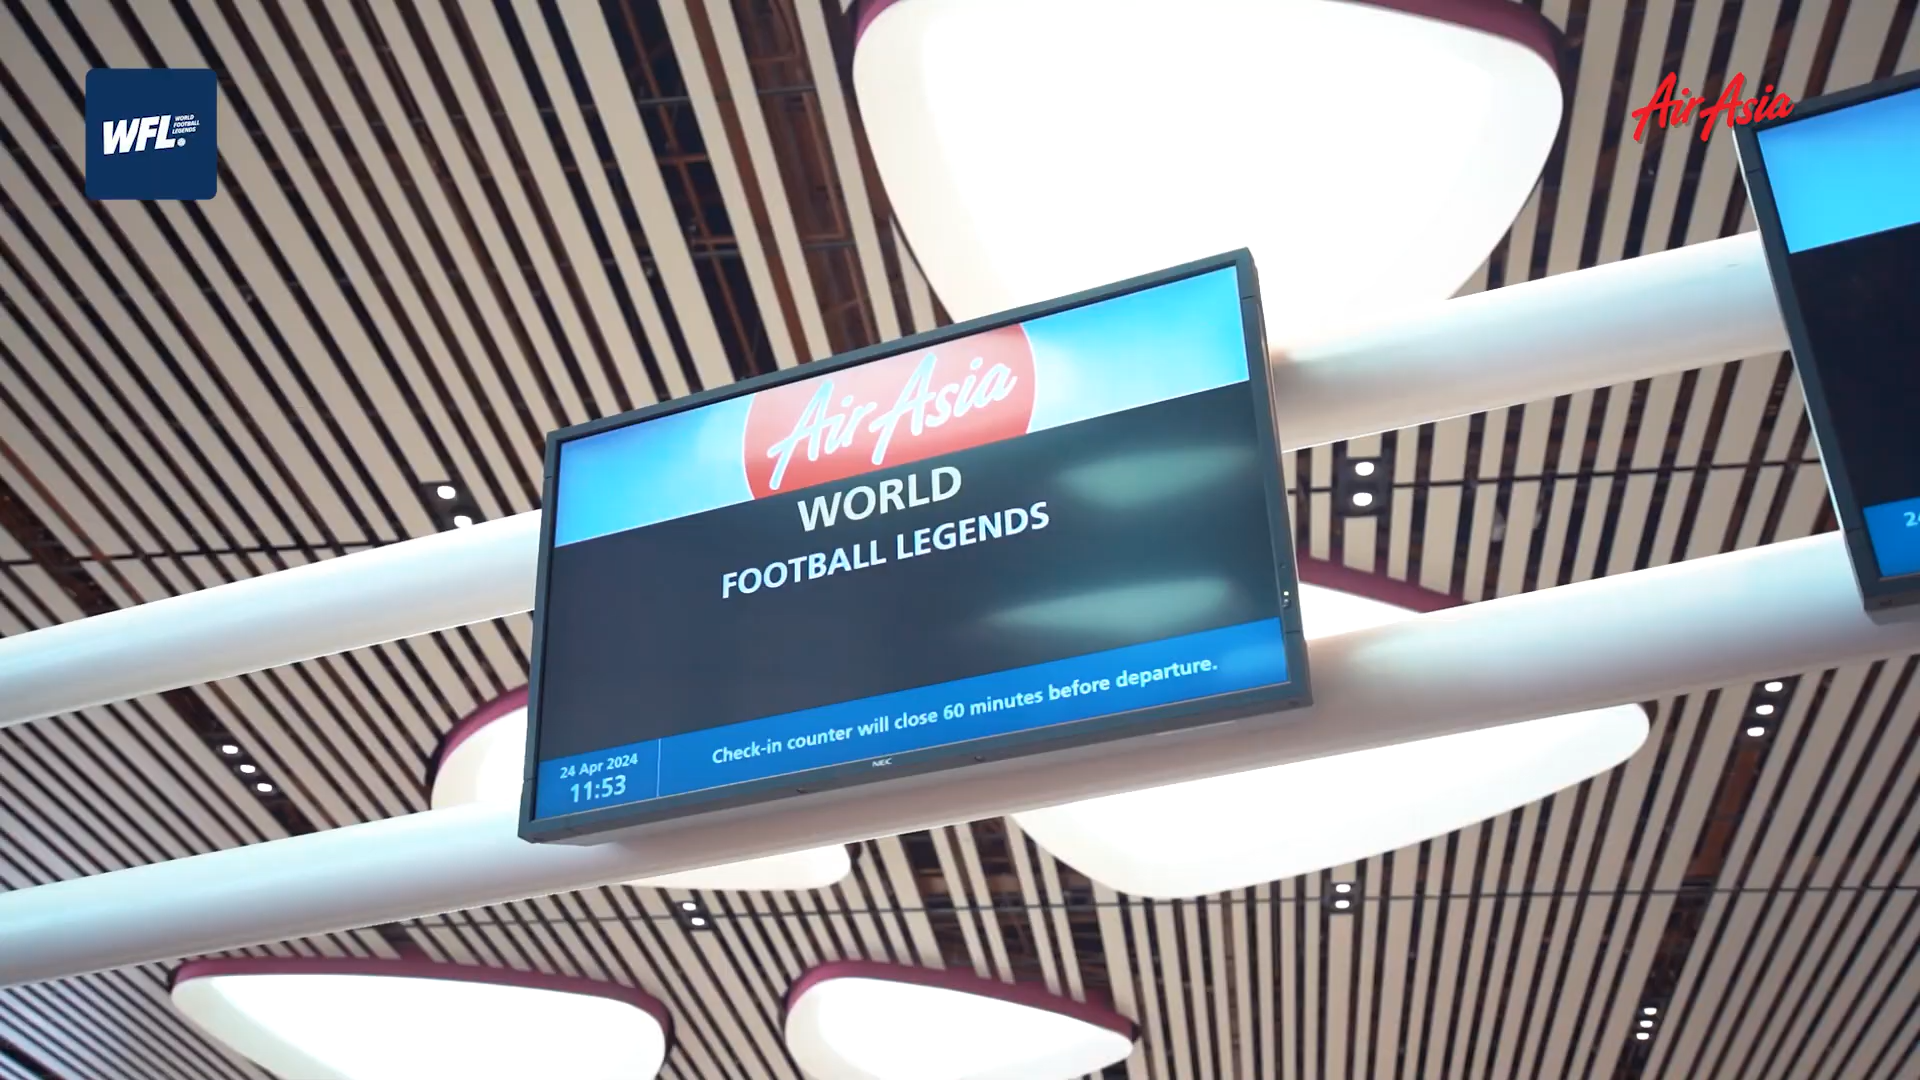 WFL.
WORLD
FOOTBALL
LEGENDS
AirAsia
AirAsia
WORLD
FOOTBALL LEGENDS
Check-in counter will close 60 minutes before departure.
24 Apr 2024
11:53
NEC